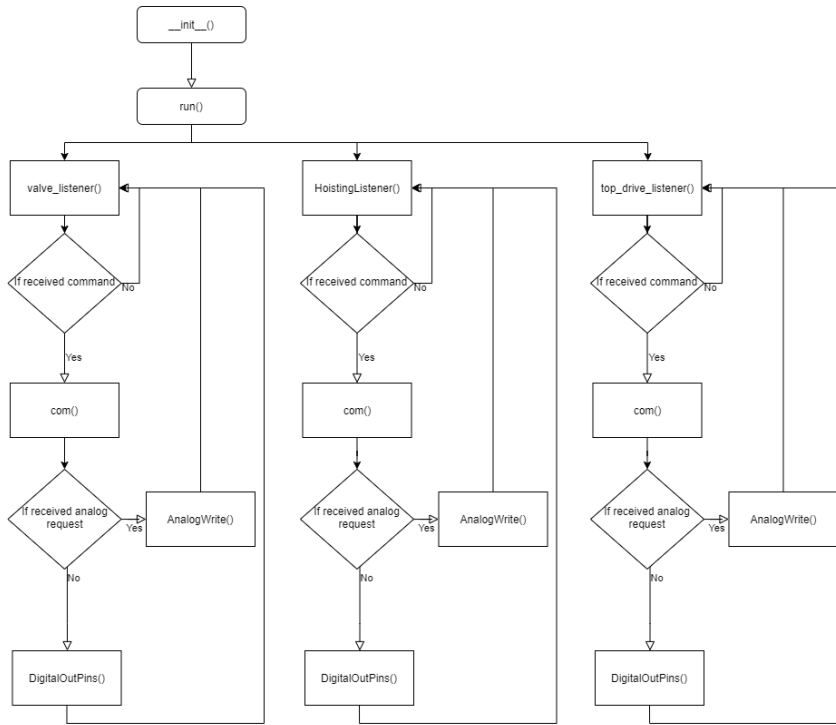 __init__()
run()
valve_listener()
HoistingListener()
top_drive_listener()
If received command
No
If received command
No
If received command
No
Yes
Yes
Yes
com()
com()
com()
If received analog
request
Yes
AnalogWrite()
If received analog
request
Yes
AnalogWrite()
If received analog
request
Yes
AnalogWrite()
No
No
No
DigitalOutPins()
DigitalOutPins()
DigitalOutPins()